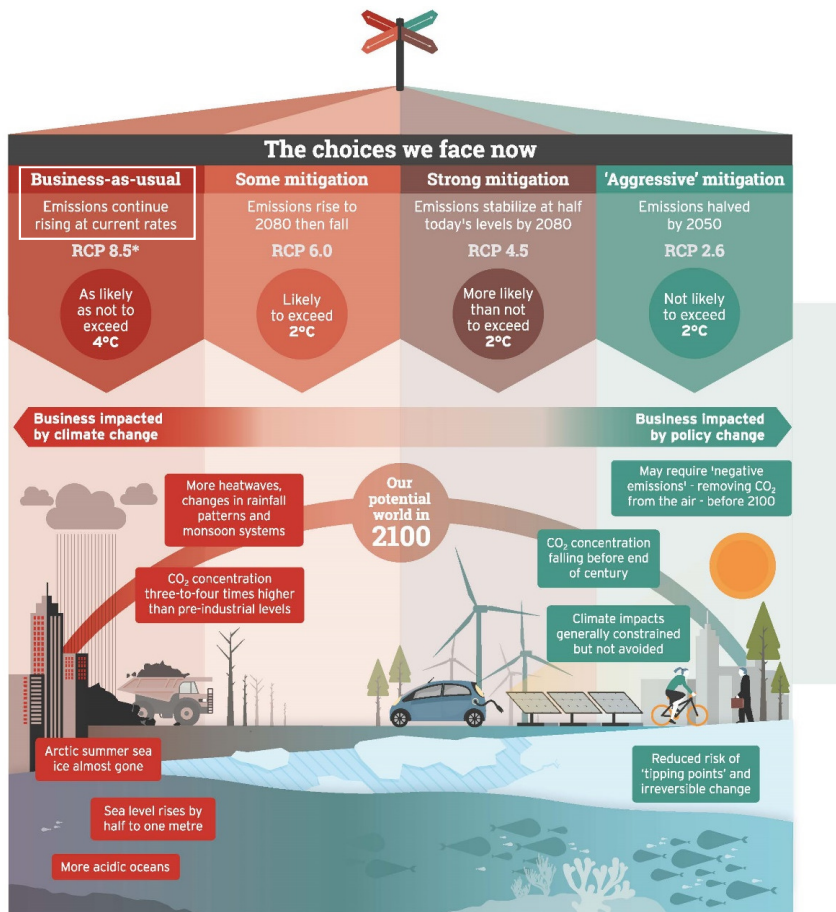 The choices we face now
Business-as-usual
Emissions continue
rising at current rates
RCP 8.5*
As likely
as not to
exceed
4°C
Some mitigation
Emissions rise to
2080 then fall
RCP 6.0
Likely
to exceed
2°C
Strong mitigation
Emissions stabilize at half
today's levels by 2080
RCP 4.5
More likely
than not
to exceed
2°C
'Aggressive' mitigation
Emissions halved
by 2050
RCP 2.6
Not likely
to exceed
2°C
Business impacted
by climate change
Business impacted
by policy change
Our
potential
world in
2100
More heatwaves,
changes in rainfall
patterns and
monsoon systems
CO₂ concentration
three-to-four times higher
than pre-industrial levels
May require 'negative
emissions' - removing CO₂
from the air - before 2100
CO₂ concentration
falling before end
of century
Climate impacts
generally constrained
but not avoided
Arctic summer sea
ice almost gone
Sea level rises by
half to one metre
More acidic oceans
Reduced risk of
'tipping points' and
irreversible change